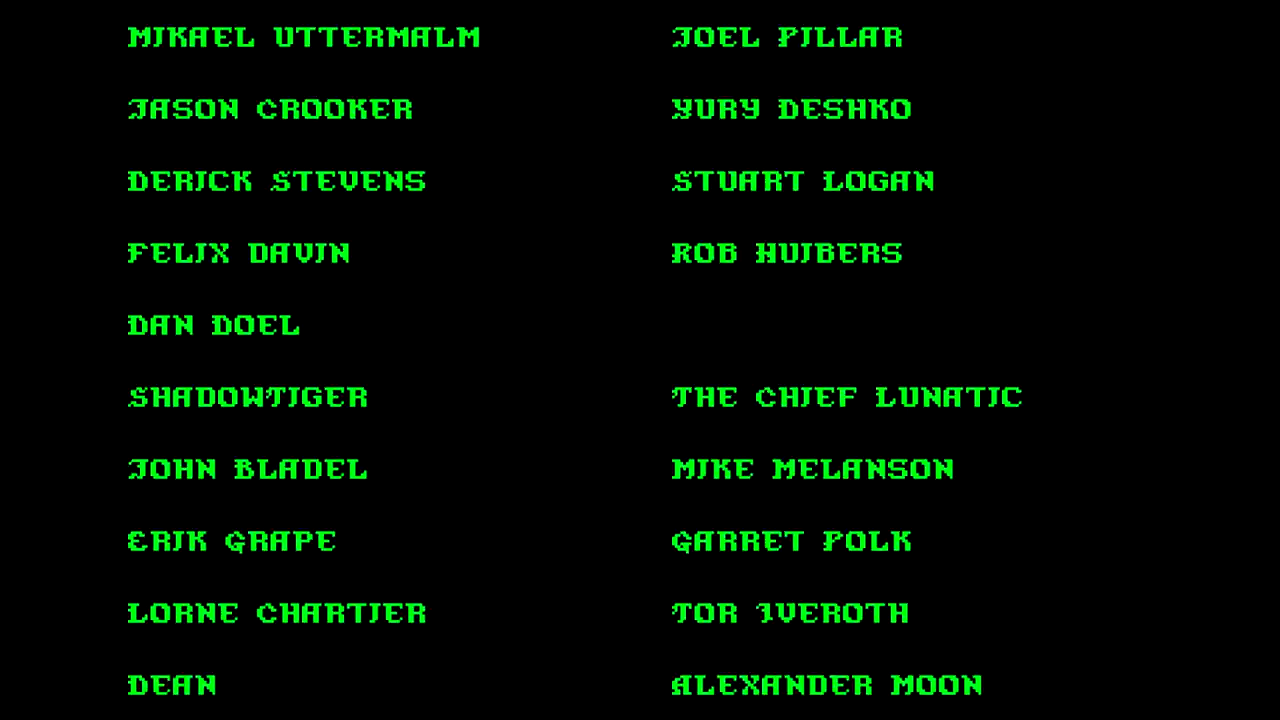 MIKAEL UTTERMALM
JOEL PILLAR
JASON CROOKER
YURY DESHKO
DERICK STEVENS
STUART LOGAN
FELIX DAVIN
ROB HUIBERS
DAN DOEL
SHADOWTIGER
THE CHIEF LUNATIC
JOHN BLADEL
MIKE MELANSON
ERIK GRAPE
GARRET POLK
LORNE CHARTIER
TOR IVEROTH
DEAN
ALEXANDER MOON